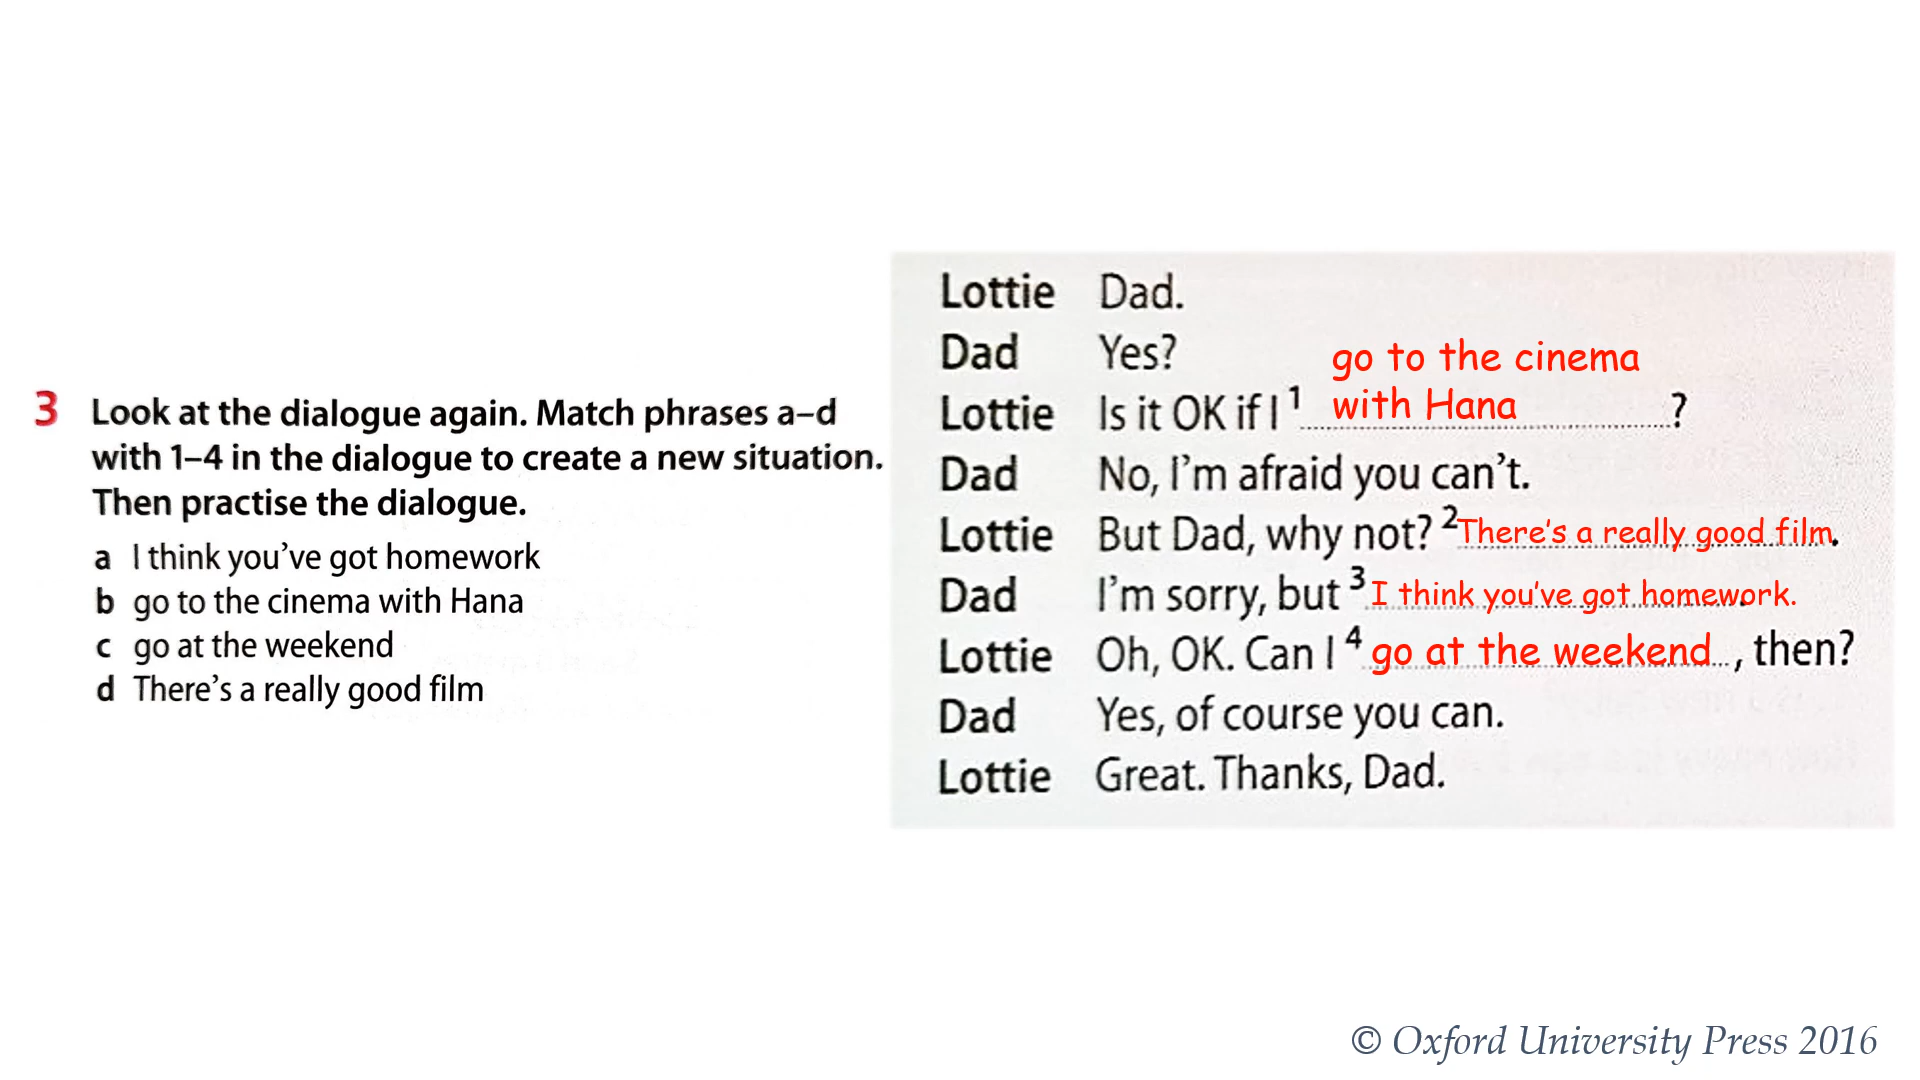 3 Look at the dialogue again. Match phrases a–d
with 1–4 in the dialogue to create a new situation.
Then practise the dialogue.
a I think you've got homework
b go to the cinema with Hana
c go at the weekend
d There's a really good film
Lottie Dad.
Dad Yes?
go to the cinema
Lottie Is it OK if I 1 with Hana ?
Dad No, I'm afraid you can't.
Lottie But Dad, why not? 2 There's a really good film.
Dad I'm sorry, but 3 I think you've got homework.
Lottie Oh, OK. Can I 4 go at the weekend , then?
Dad Yes, of course you can.
Lottie Great. Thanks, Dad.
© Oxford University Press 2016